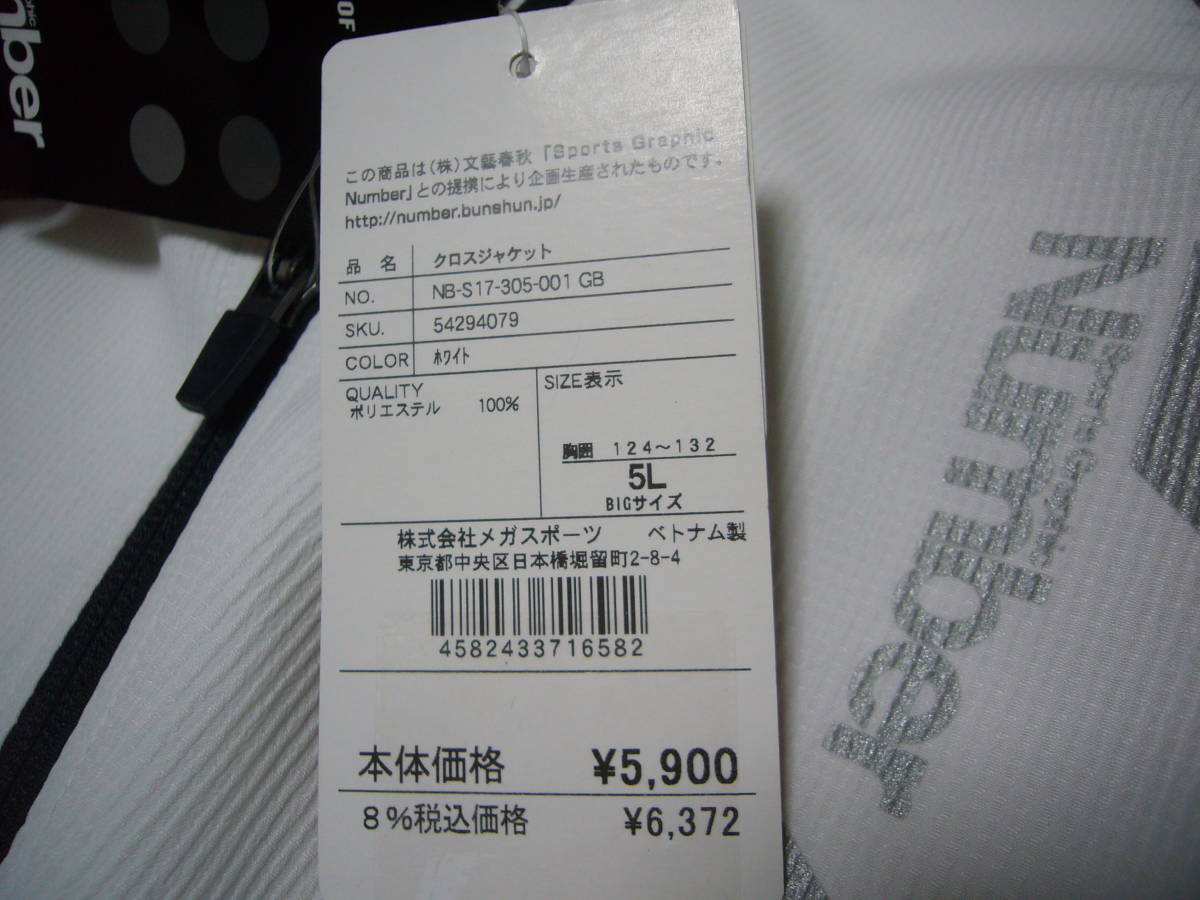 OF
phic
nber
この商品は(株)文藝春秋「Sports Graphic
Number」との提携により企画生産されたものです。
http://number.bunshun.jp/
品 名 クロスジャケット
NO. NB-S17-305-001 GB
SKU. 54294079
COLOR ﾎﾜｲﾄ
QUALITY
ポリエステル 100%
SIZE表示
胸囲 124~132
5L
BIGサイズ
株式会社メガスポーツ ベトナム製
東京都中央区日本橋堀留町2-8-4
4582433716582
本体価格 ¥5,900
8%税込価格 ¥6,372
Number
Sports Graphic